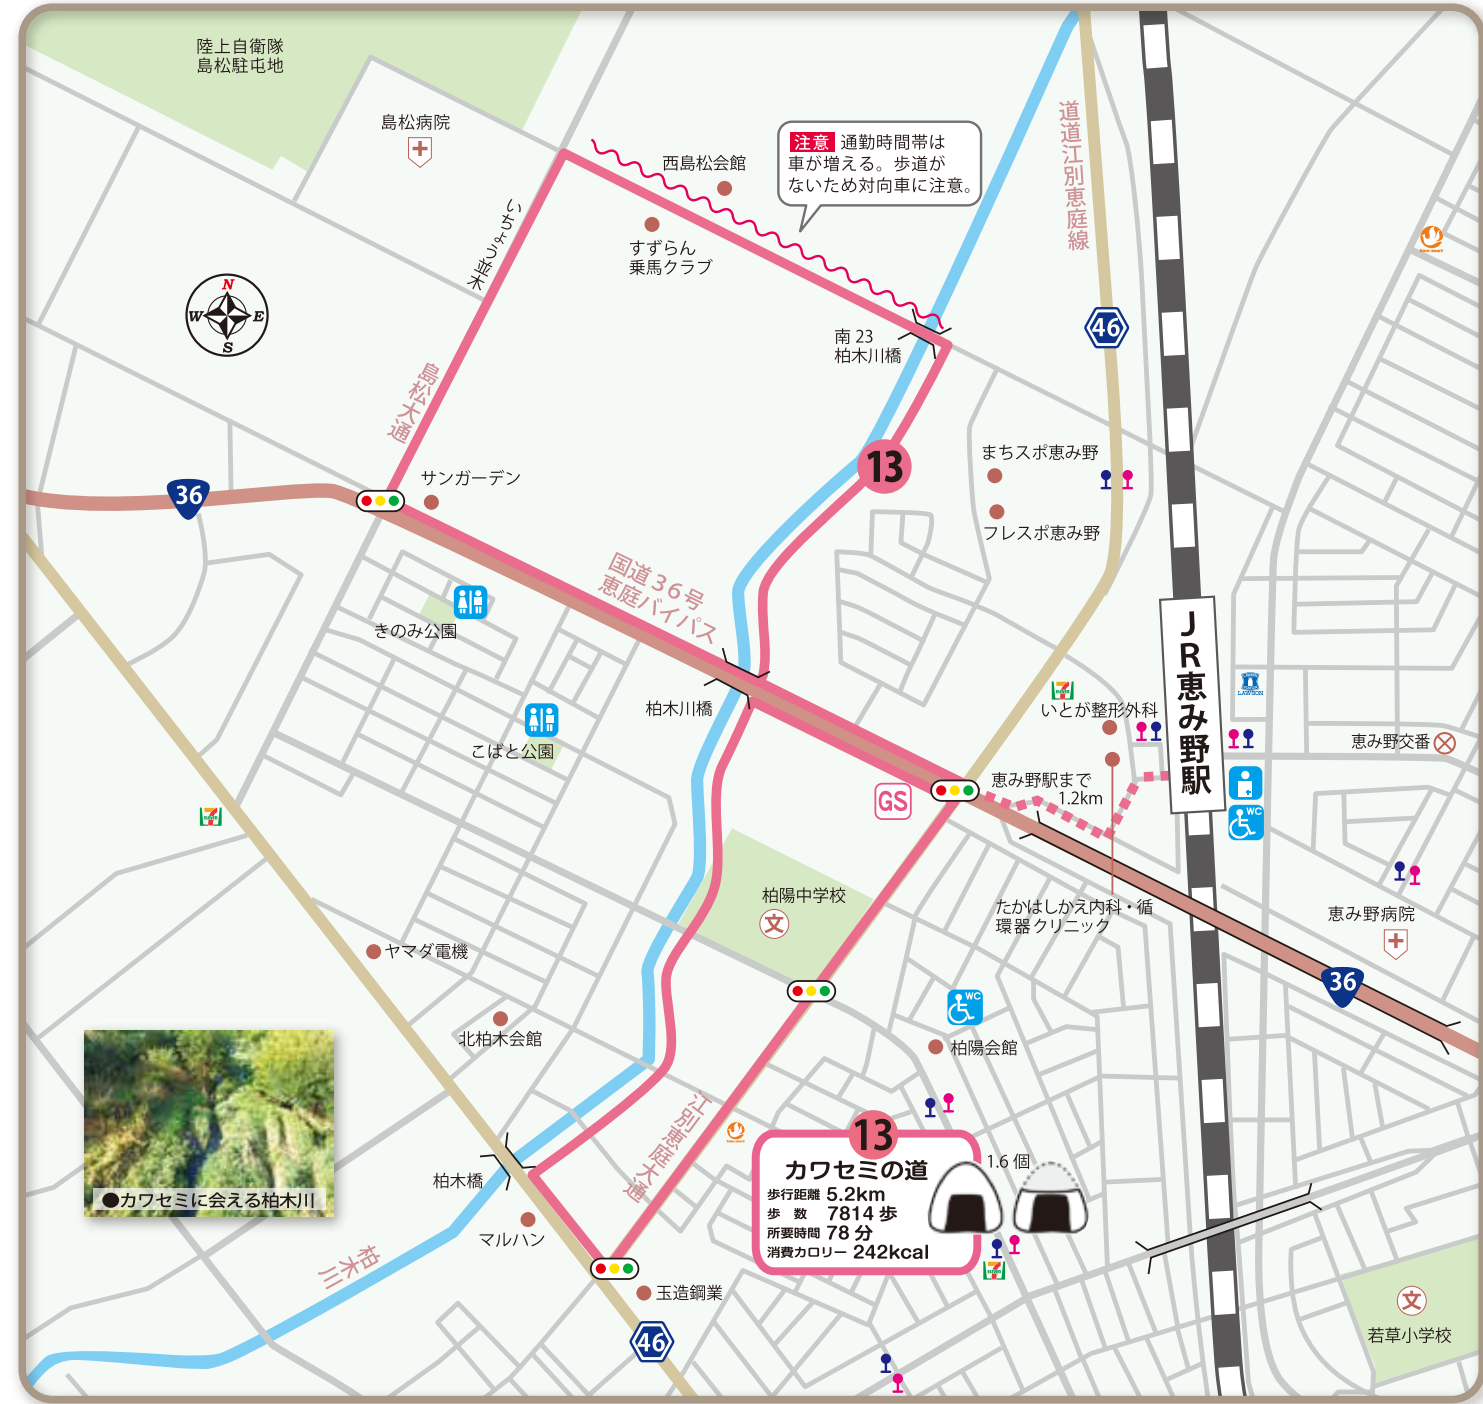 陸上自衛隊
島松駐屯地
島松病院
西島松会館
注意 通勤時間帯は
車が増える。歩道が
ないため対向車に注意。
道道江別恵庭線
いちょう並木
すずらん
乗馬クラブ
N
W
E
S
46
南23
柏木川橋
島松大通
13
まちスポ恵み野
フレスポ恵み野
サンガーデン
36
国道36号
恵庭バイパス
きのみ公園
JR恵み野駅
柏木川橋
いとが整形外科
LAWSON
こばと公園
恵み野交番
恵み野駅まで
1.2km
GS
WC
柏陽中学校
文
たかはしかえ内科・循
環器クリニック
恵み野病院
ヤマダ電機
36
WC
北柏木会館
柏陽会館
江別恵庭大通
●カワセミに会える柏木川
柏木橋
マルハン
柏木川
13
カワセミの道
歩行距離 5.2km
歩 数 7814 歩
所要時間 78 分
消費カロリー 242kcal
1.6 個
玉造鋼業
46
文
若草小学校